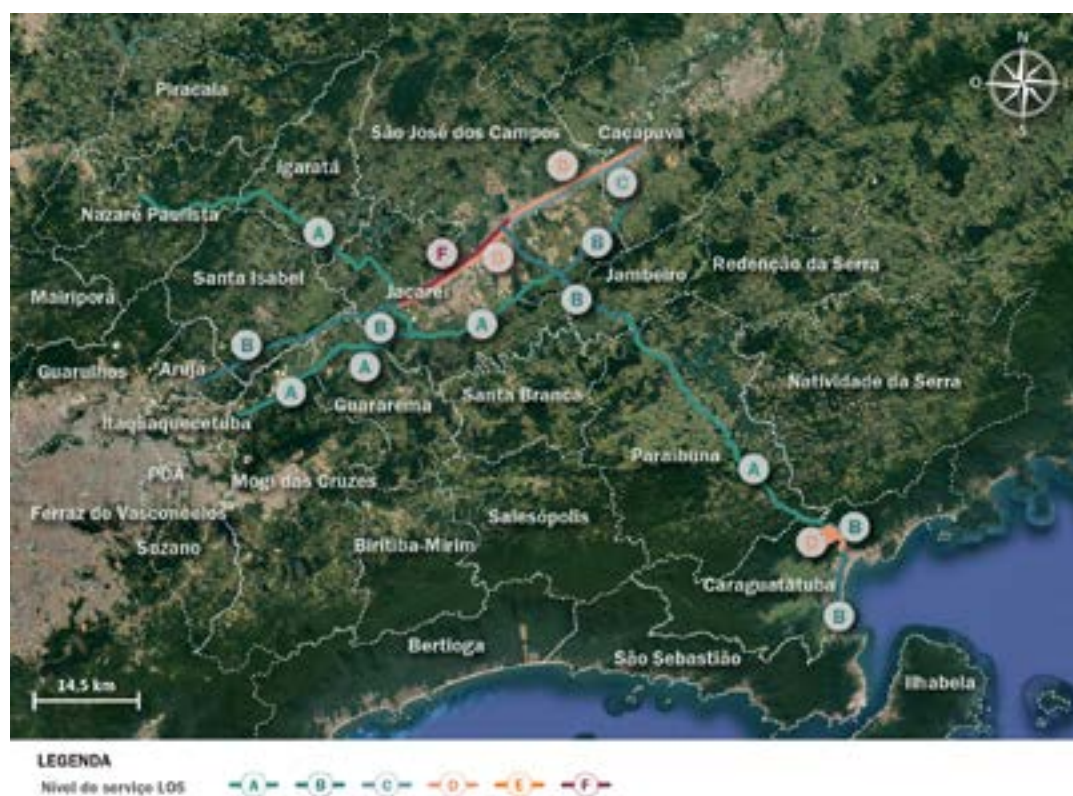 N
O
S
Piracaia
São José dos Campos
Caçapava
D
Igaratá
C
Nazaré Paulista
A
B
F
Santa Isabel
Jambeiro
Redenção da Serra
Mairiporã
Jacareí
B
B
A
B
Guarulhos
Arujá
A
Natividade da Serra
A
Guararema
Santa Branca
Itaquaquecetuba
Paraibuna
POÁ
Mogi das Cruzes
A
Ferraz de Vasconcelos
Salesópolis
B
Suzano
Biritiba-Mirim
D
Caraguatatuba
B
Bertioga
São Sebastião
Ilhabela
14.5 km
LEGENDA
Nível de serviço LOS A B C D E F